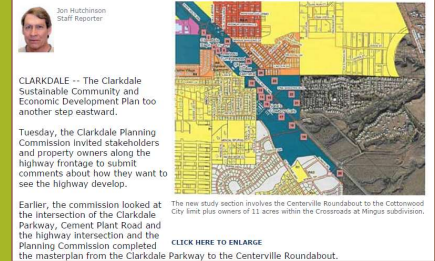 Jon Hutchinson
Staff Reporter
CLARKDALE -- The Clarkdale
Sustainable Community and
Economic Development Plan too
another step eastward.
Tuesday, the Clarkdale Planning
Commission invited stakeholders
and property owners along the
highway frontage to submit
comments about how they want to
see the highway develop.
The new study section involves the Centerville Roundabout to the Cottonwood
City limit plus owners of 11 acres within the Crossroads at Mingus subdivision.
Earlier, the commission looked at
the intersection of the Clarkdale
Parkway, Cement Plant Road and
the highway intersection and the
Planning Commission completed
the masterplan from the Clarkdale Parkway to the Centerville Roundabout.
CLICK HERE TO ENLARGE